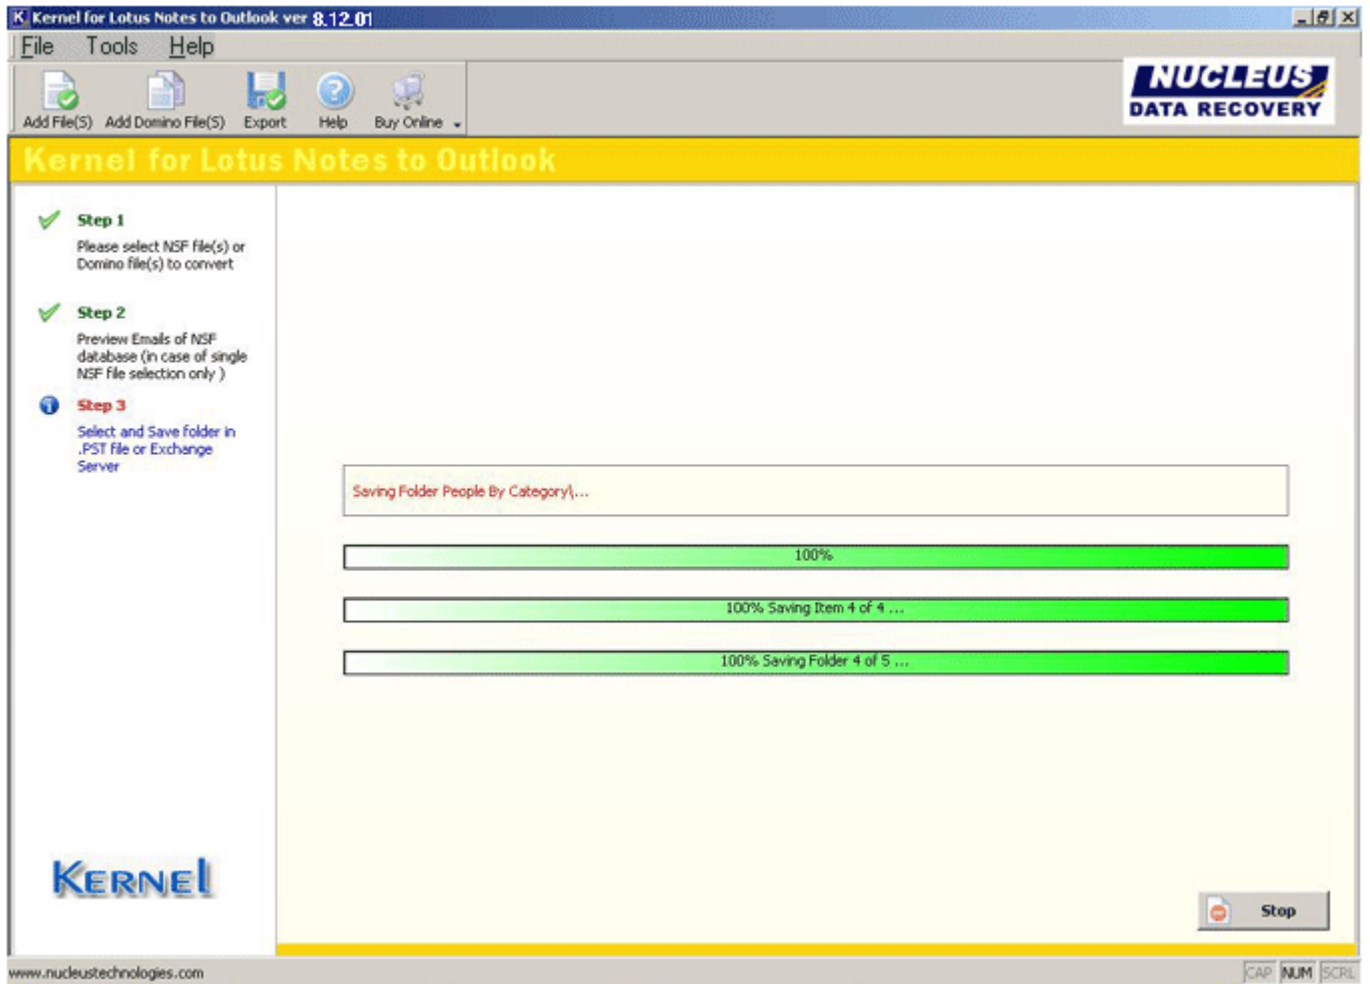 Kernel for Lotus Notes to Outlook ver 8.12.01
File Tools Help
Add File(S) Add Domino File(S) Export Help Buy Online
NUCLEUS
DATA RECOVERY
Kernel for Lotus Notes to Outlook
Step 1
Please select NSF file(s) or
Domino file(s) to convert
Step 2
Preview Emails of NSF
database (in case of single
NSF file selection only )
Step 3
Select and Save folder in
.PST file or Exchange
Server
Saving Folder People By Category\...
100%
100% Saving Item 4 of 4 ...
100% Saving Folder 4 of 5 ...
KERNEl
Stop
www.nucleustechnologies.com
CAP NUM SCRL